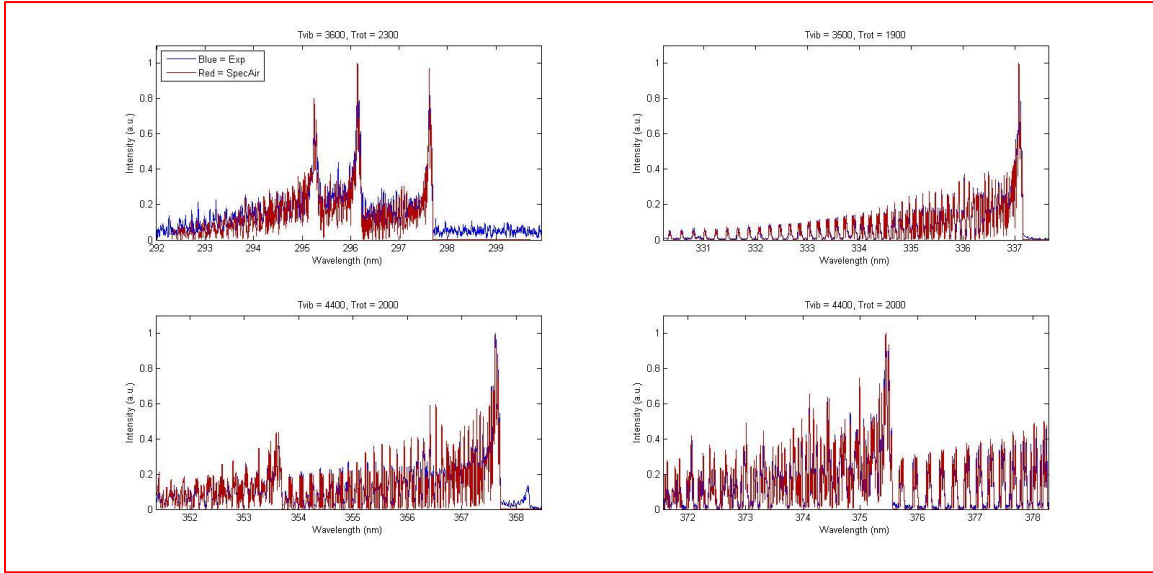 Tvib = 3600, Trot = 2300
Blue = Exp
Red = SpecAir
1
0.8
0.6
0.4
0.2
0
Intensity (a.u.)
292 293 294 295 296 297 298 299
Wavelength (nm)
Tvib = 3500, Trot = 1900
1
0.8
0.6
0.4
0.2
0
Intensity (a.u.)
331 332 333 334 335 336 337
Wavelength (nm)
Tvib = 4400, Trot = 2000
1
0.8
0.6
0.4
0.2
0
Intensity (a.u.)
352 353 354 355 356 357 358
Wavelength (nm)
Tvib = 4400, Trot = 2000
1
0.8
0.6
0.4
0.2
0
Intensity (a.u.)
372 373 374 375 376 377 378
Wavelength (nm)